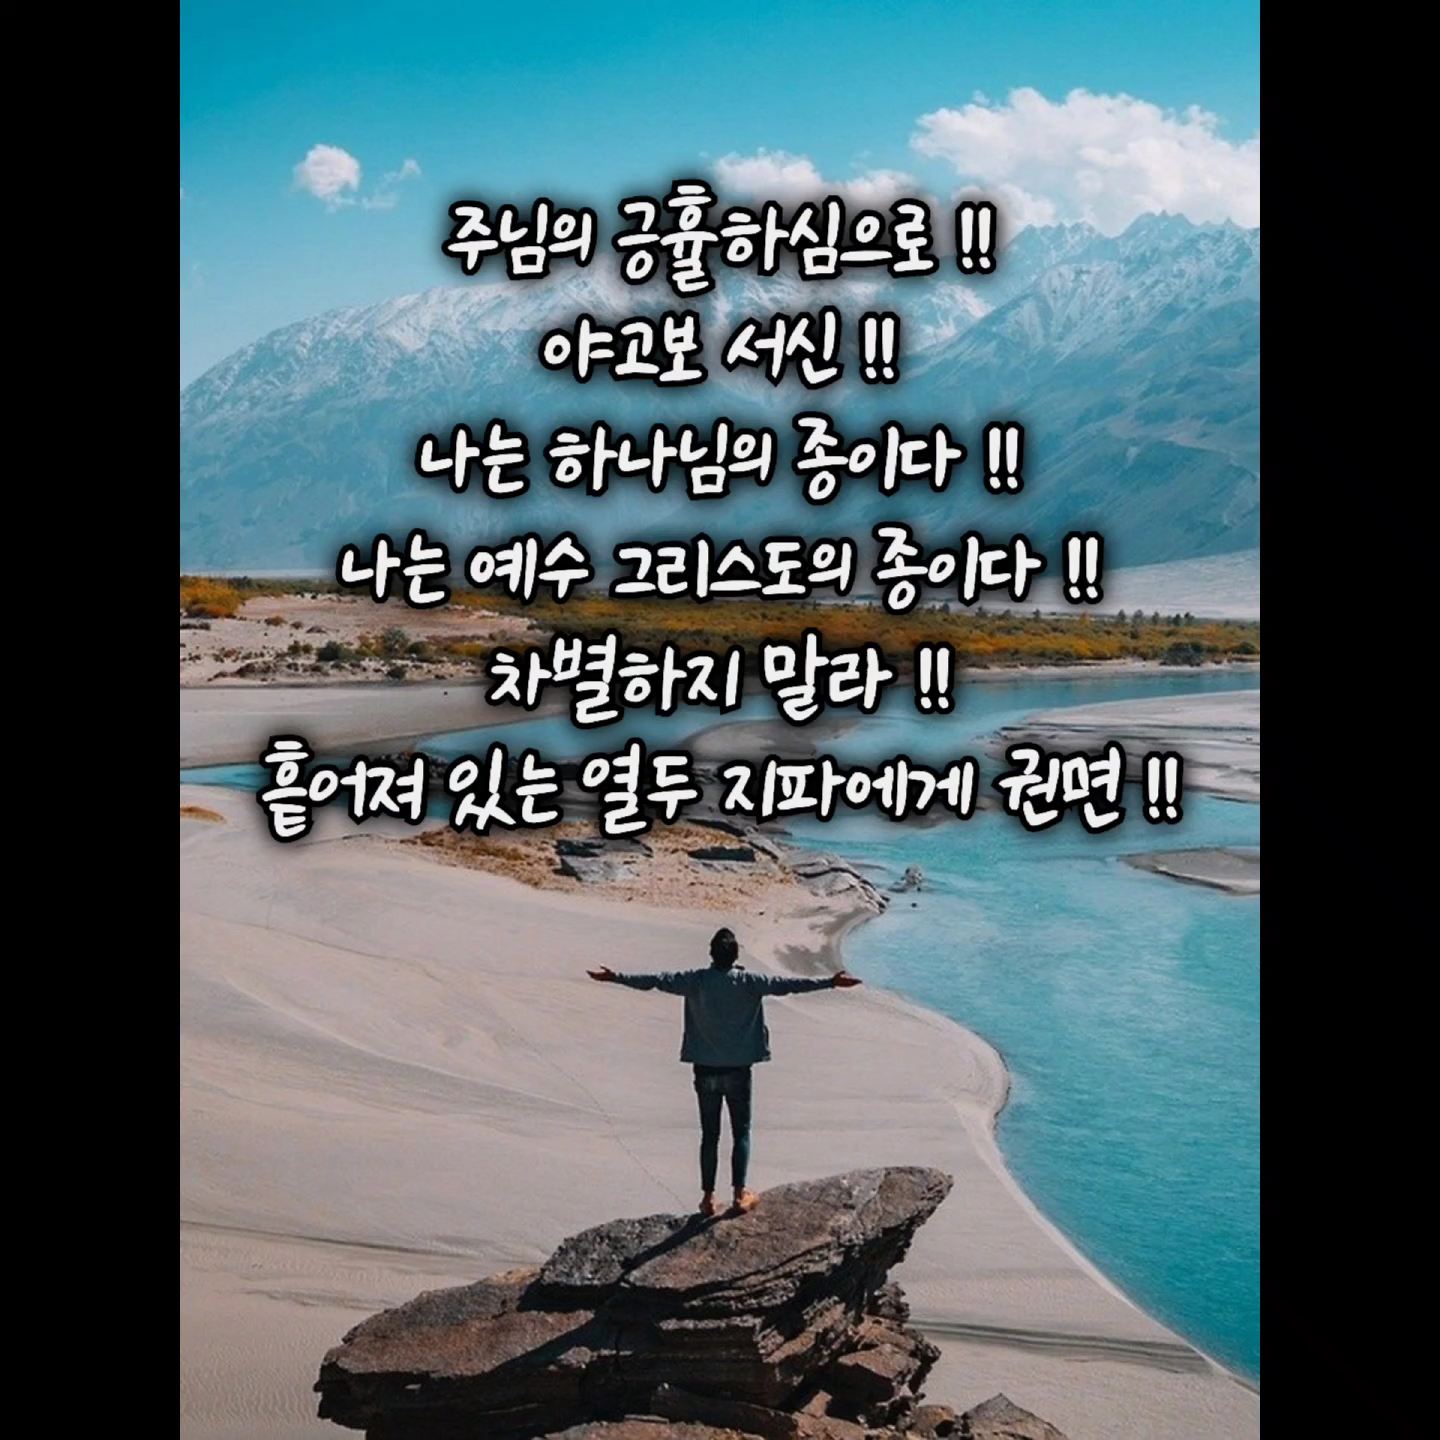 주님의 긍휼하심으로 !!
야고보 서신 !!
나는 하나님의 종이다 !!
나는 예수 그리스도의 종이다 !!
차별하지 말라 !!
흩어져 있는 열두 지파에게 권면 !!